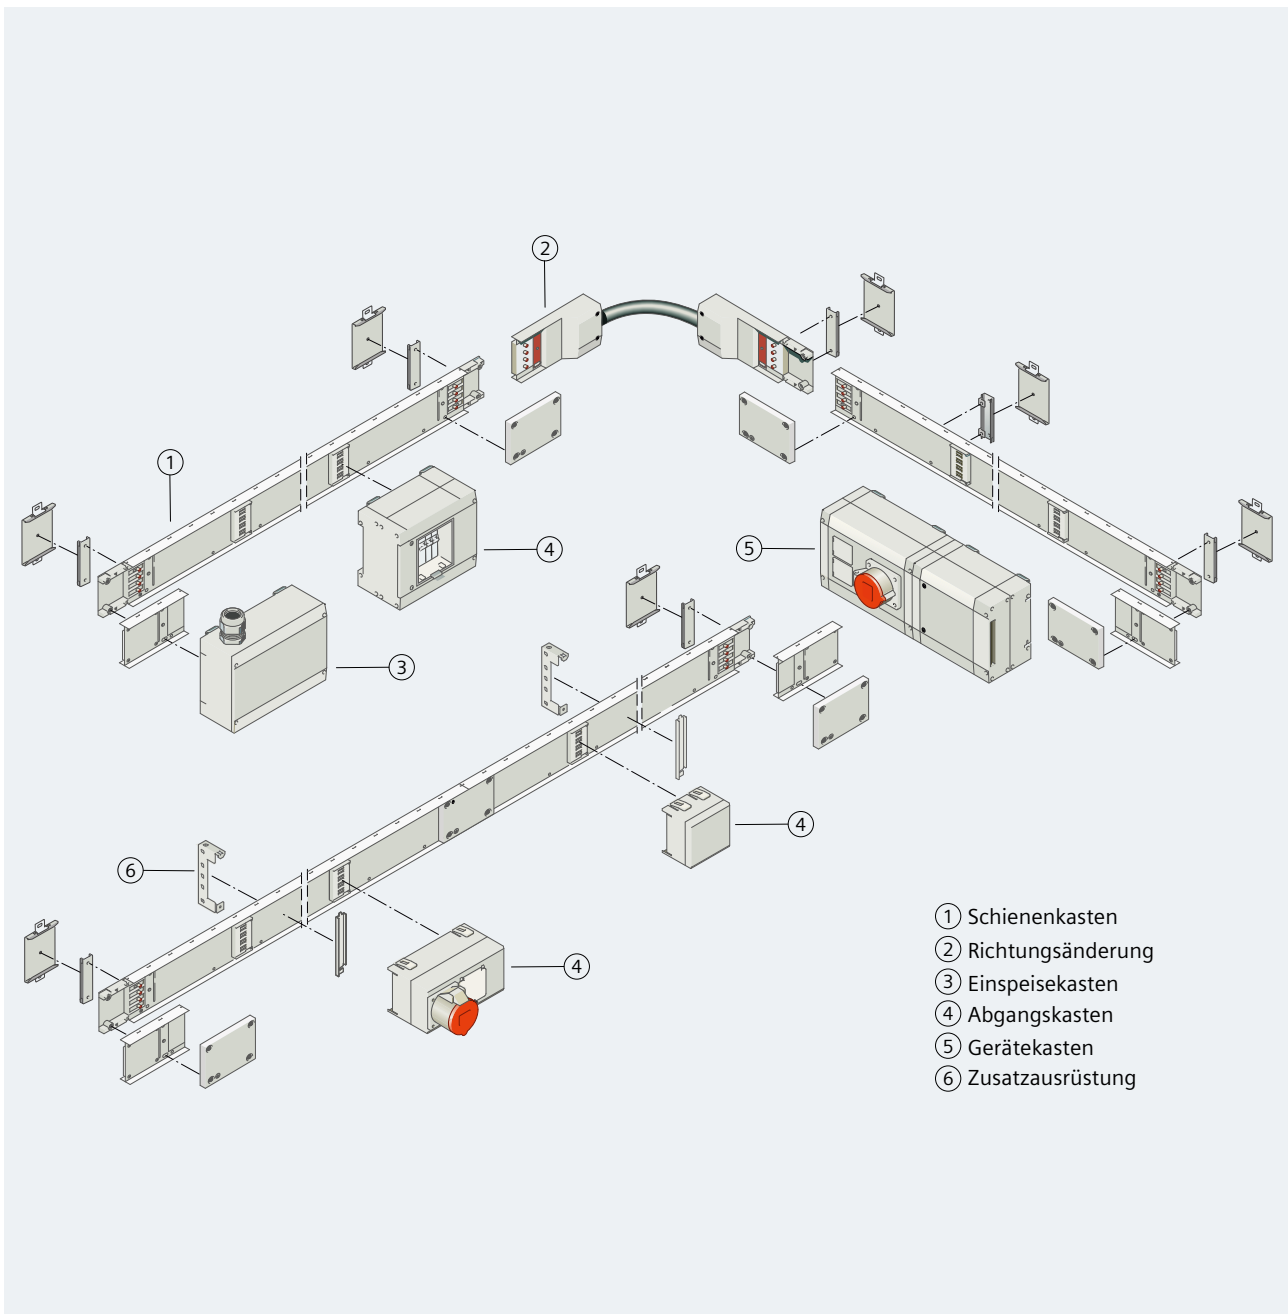 2
1
4
5
3
4
6
4
1 Schienenkasten
2 Richtungsänderung
3 Einspeisekasten
4 Abgangskasten
5 Gerätekasten
6 Zusatzausrüstung